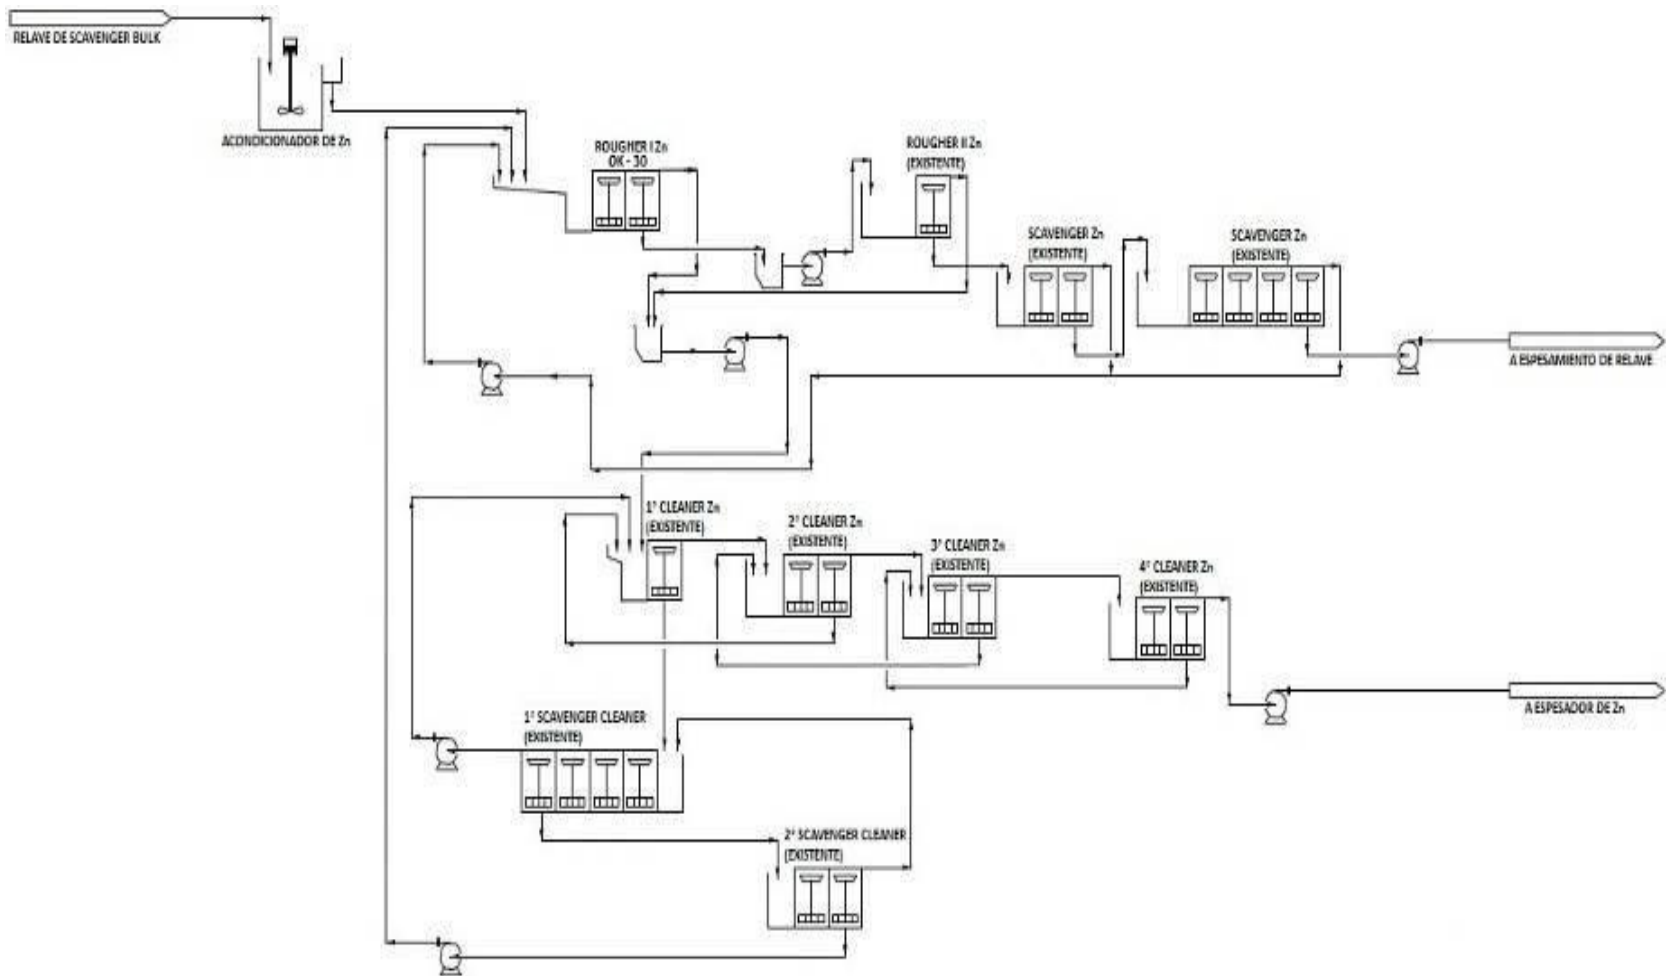 RELAVE DE SCAVENGER BULK
ACONDICIONADOR DE Zn
ROUGHER I Zn
OK - 30
ROUGHER II Zn
(EXISTENTE)
SCAVENGER Zn
(EXISTENTE)
SCAVENGER Zn
(EXISTENTE)
A ESPESAMIENTO DE RELAVE
1° CLEANER Zn
(EXISTENTE)
2° CLEANER Zn
(EXISTENTE)
3° CLEANER Zn
(EXISTENTE)
4° CLEANER Zn
(EXISTENTE)
A ESPESADOR DE Zn
1° SCAVENGER CLEANER
(EXISTENTE)
2° SCAVENGER CLEANER
(EXISTENTE)